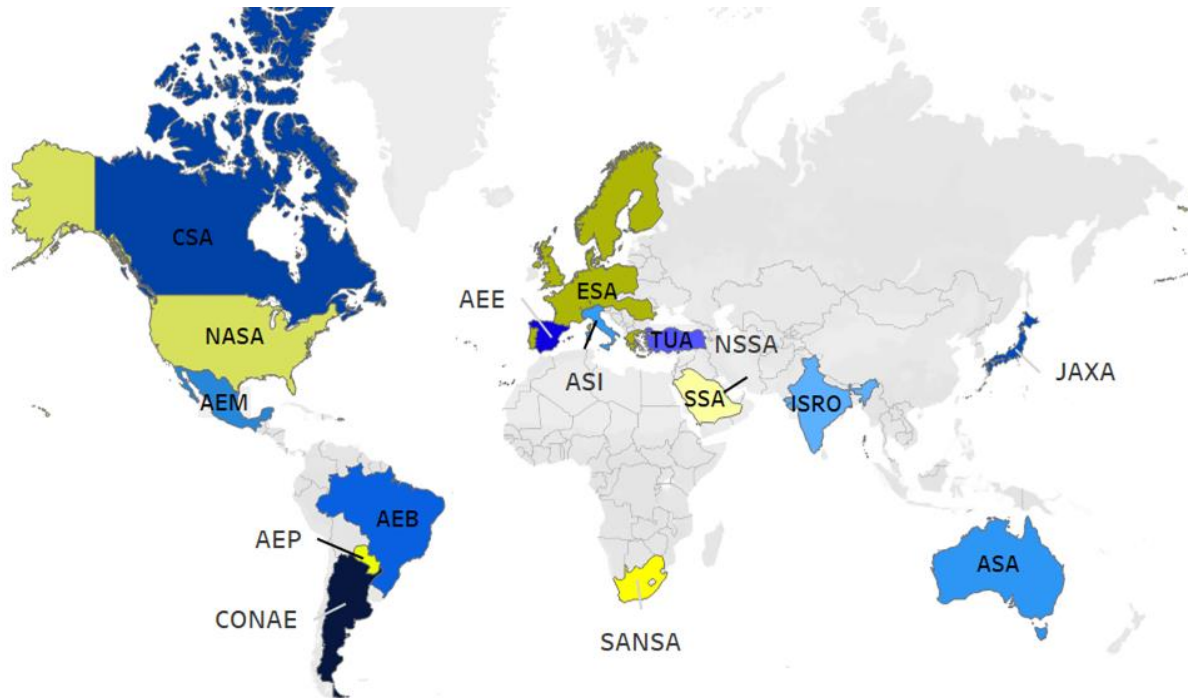 CSA
NASA
AEM
AEB
AEP
CONAE
AEE
ESA
ASI
TUA
NSSA
SSA
ISRO
JAXA
SANSA
ASA